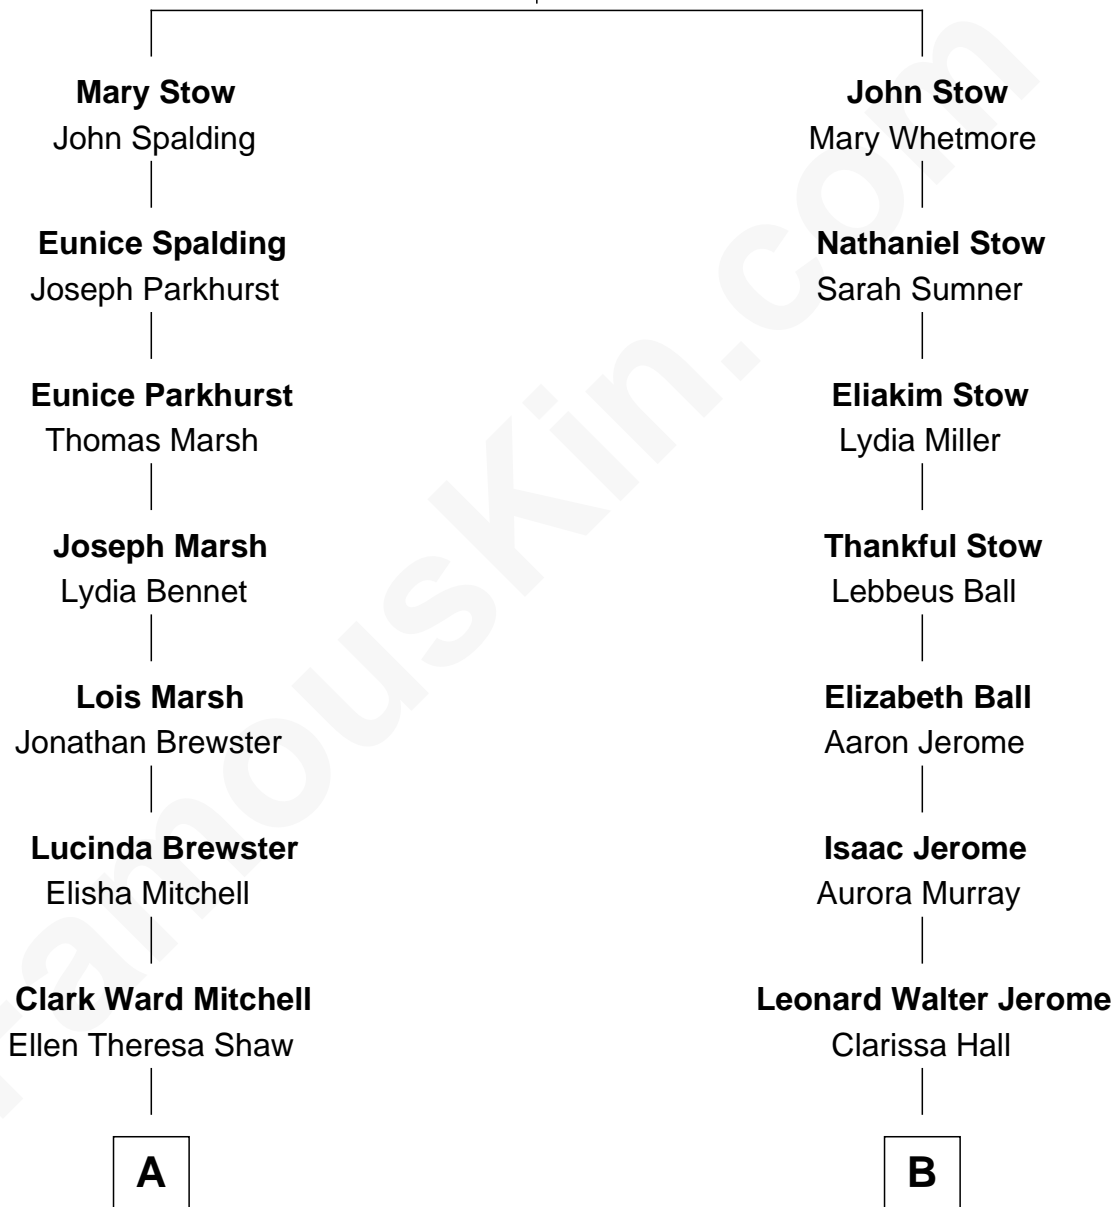 Mary Stow
John Spalding
Eunice Spalding
Joseph Parkhurst
Eunice Parkhurst
Thomas Marsh
Joseph Marsh
Lydia Bennet
Lois Marsh
Jonathan Brewster
Lucinda Brewster
Elisha Mitchell
Clark Ward Mitchell
Ellen Theresa Shaw
A
John Stow
Mary Whetmore
Nathaniel Stow
Sarah Sumner
Eliakim Stow
Lydia Miller
Thankful Stow
Lebbeus Ball
Elizabeth Ball
Aaron Jerome
Isaac Jerome
Aurora Murray
Leonard Walter Jerome
Clarissa Hall
B
FamousKin.com